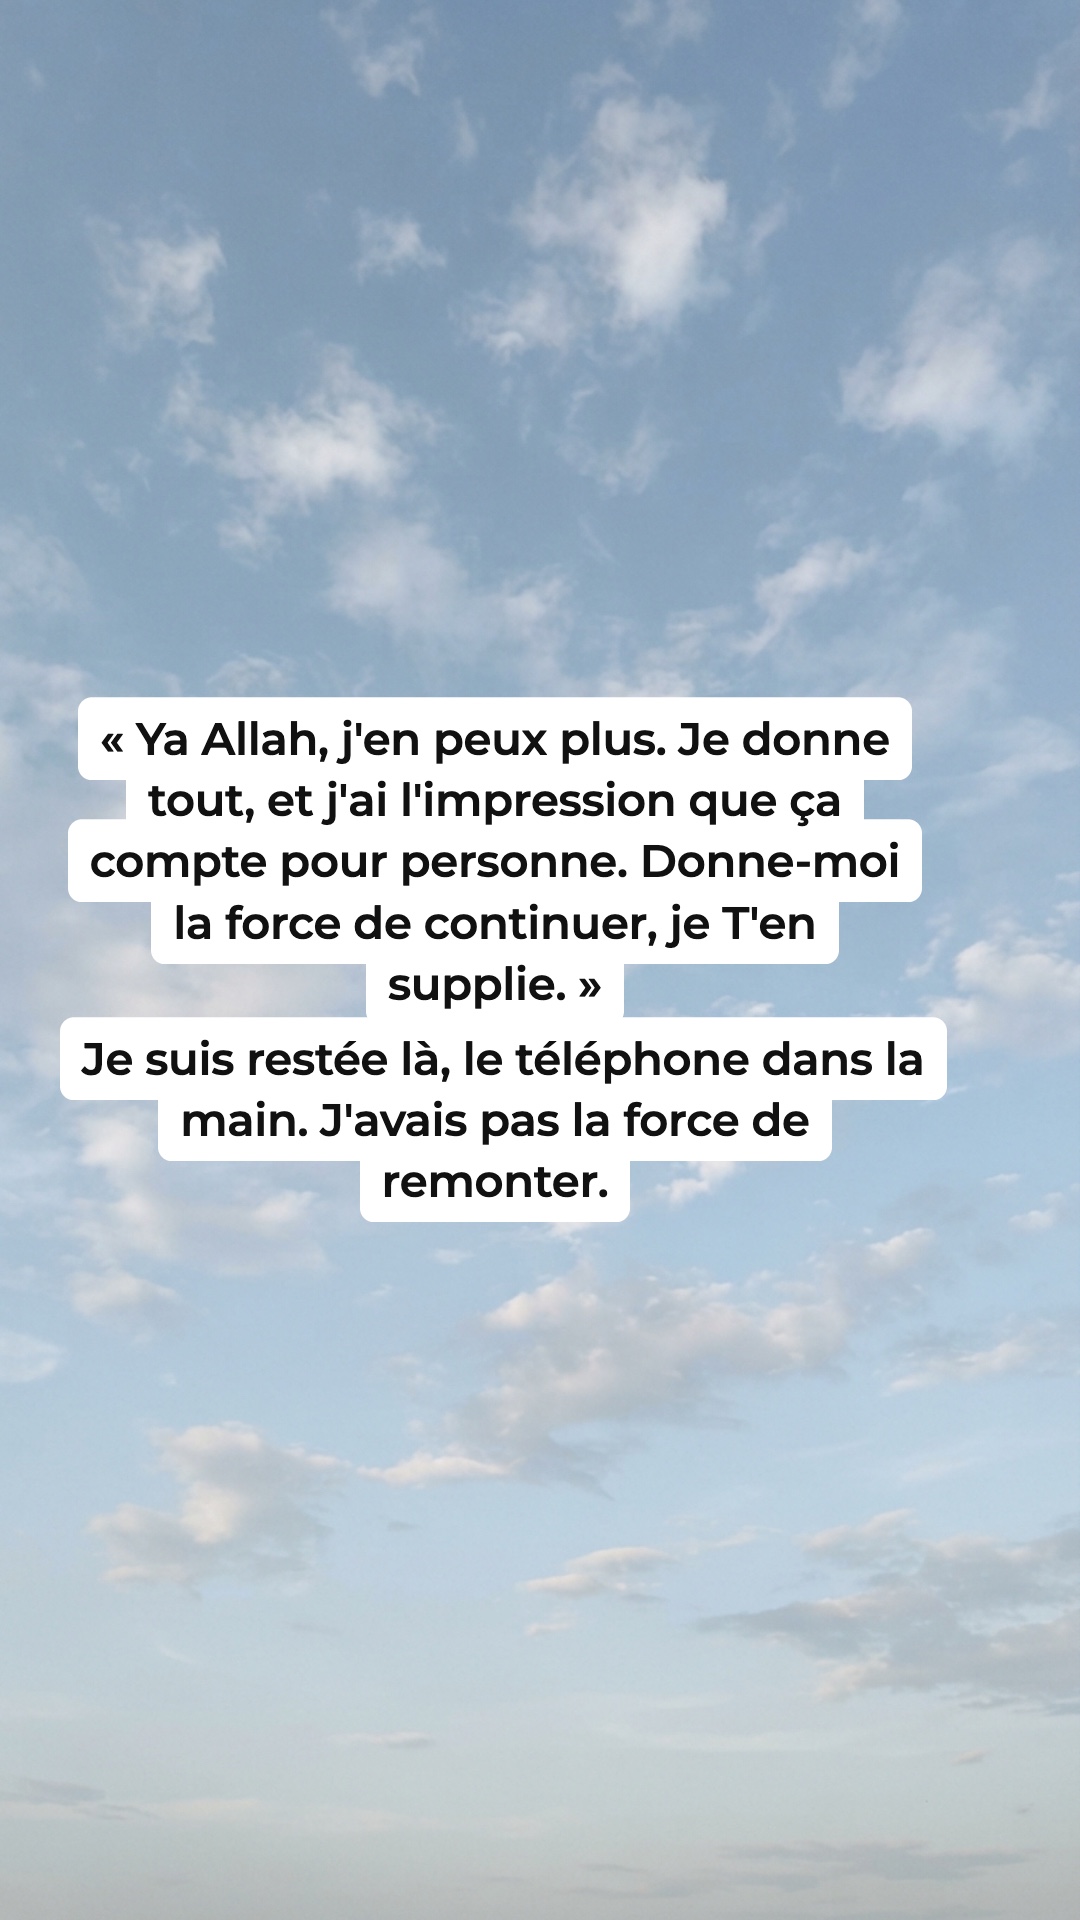 « Ya Allah, j'en peux plus. Je donne
tout, et j'ai l'impression que ça
compte pour personne. Donne-moi
la force de continuer, je T'en
supplie. »
Je suis restée là, le téléphone dans la
main. J'avais pas la force de
remonter.